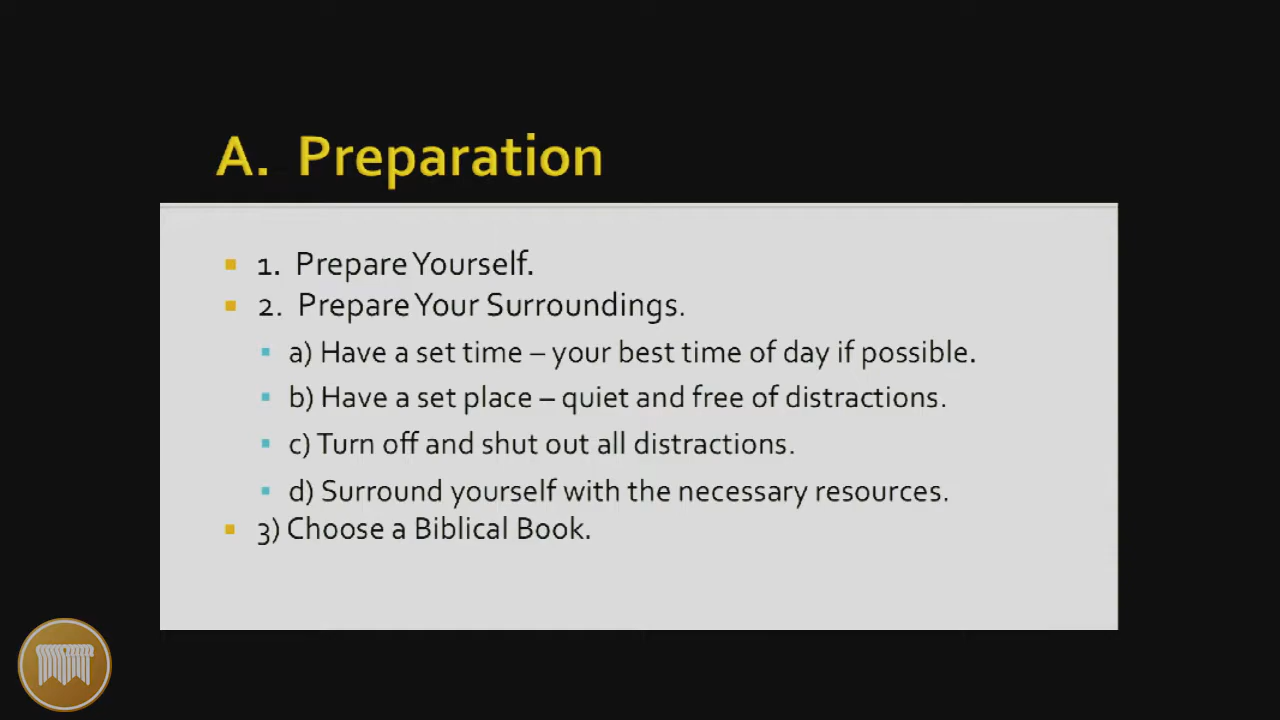 A. Preparation
1. Prepare Yourself.
2. Prepare Your Surroundings.
a) Have a set time – your best time of day if possible.
b) Have a set place – quiet and free of distractions.
c) Turn off and shut out all distractions.
d) Surround yourself with the necessary resources.
3) Choose a Biblical Book.